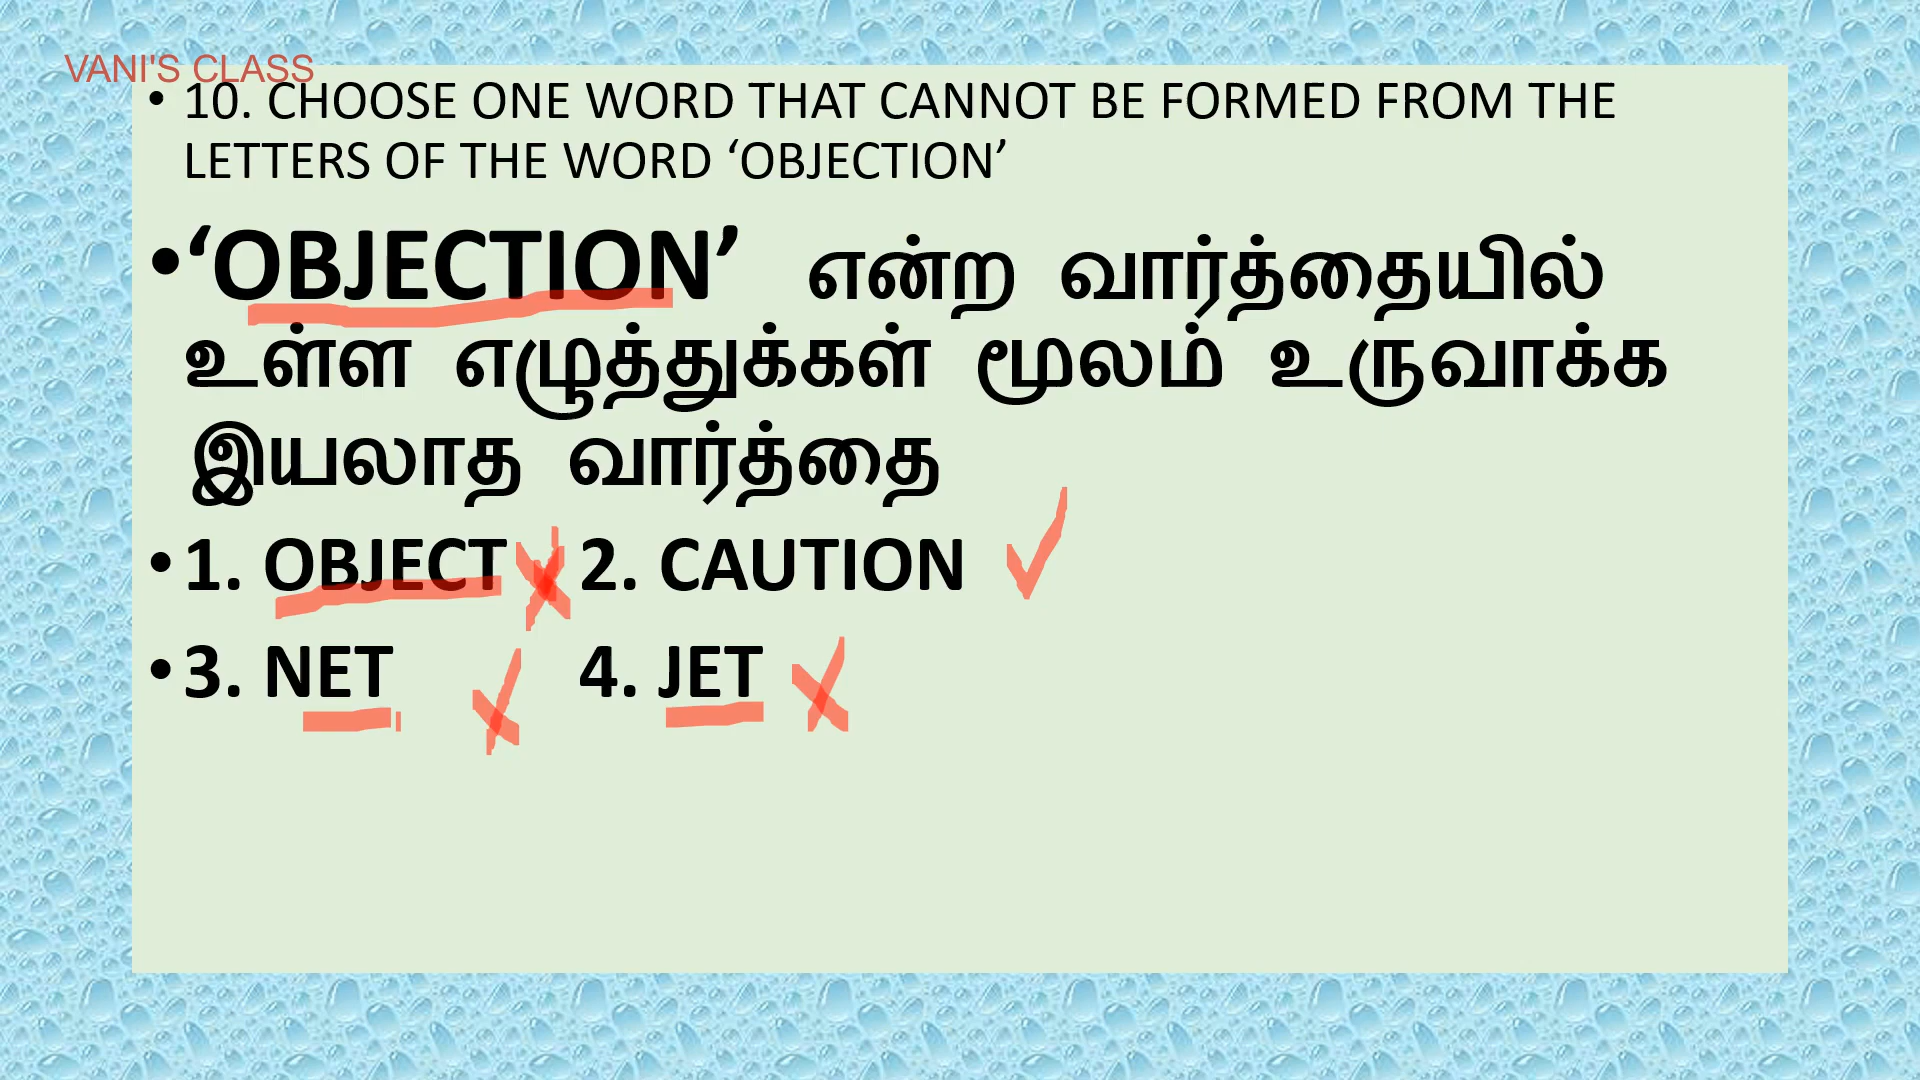 VANI'S CLASS
• 10. CHOOSE ONE WORD THAT CANNOT BE FORMED FROM THE
LETTERS OF THE WORD ‘OBJECTION’
•‘OBJECTION’ என்ற வார்த்தையில்
உள்ள எழுத்துக்கள் மூலம் உருவாக்க
இயலாத வார்த்தை
• 1. OBJECT 2. CAUTION
• 3. NET 4. JET